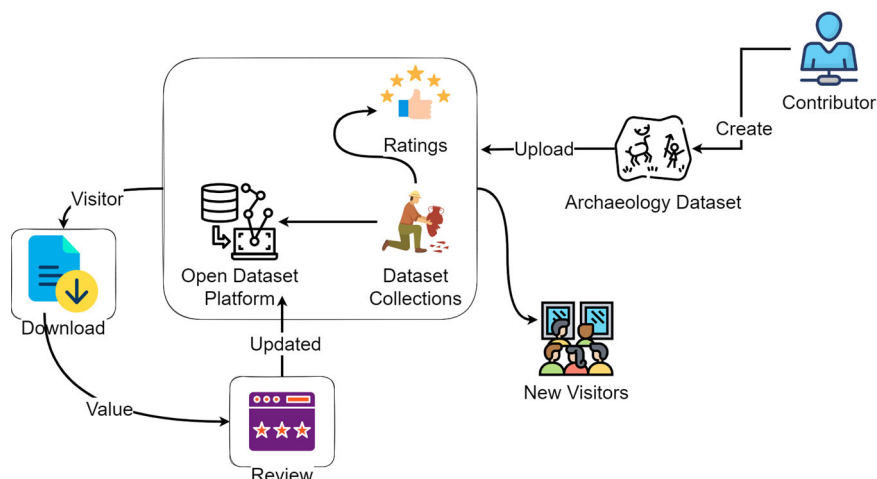 Contributor
Create
Ratings
Upload
Archaeology Dataset
Visitor
Open Dataset
Platform
Dataset
Collections
Download
Updated
New Visitors
Value
Review